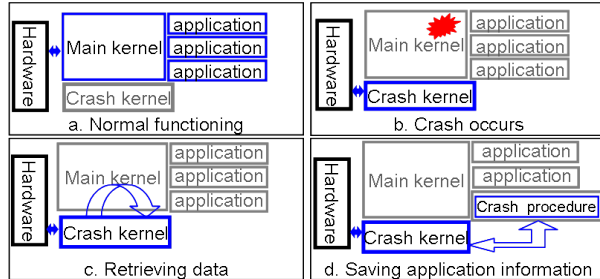 Hardware
Main kernel
application
application
application
Crash kernel
a. Normal functioning
Hardware
Main kernel
application
application
application
Crash kernel
b. Crash occurs
Hardware
Main kernel
application
application
application
Crash kernel
c. Retrieving data
Hardware
Main kernel
application
application
Crash procedure
Crash kernel
d. Saving application information